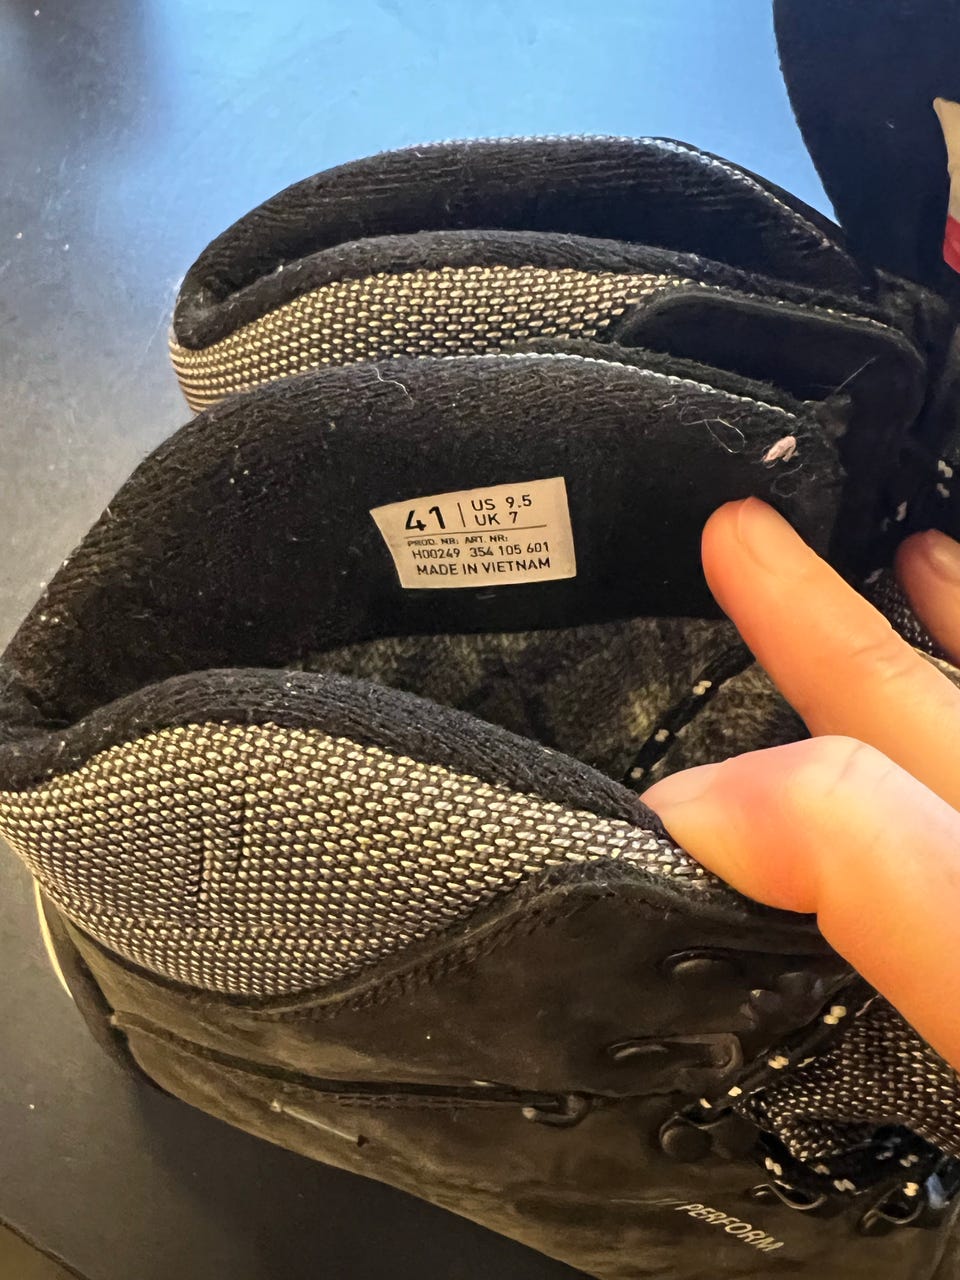 41 | US 9.5
UK 7
PROD. NR: ART. NR:
H00249 354 105 601
MADE IN VIETNAM
//PERFORM